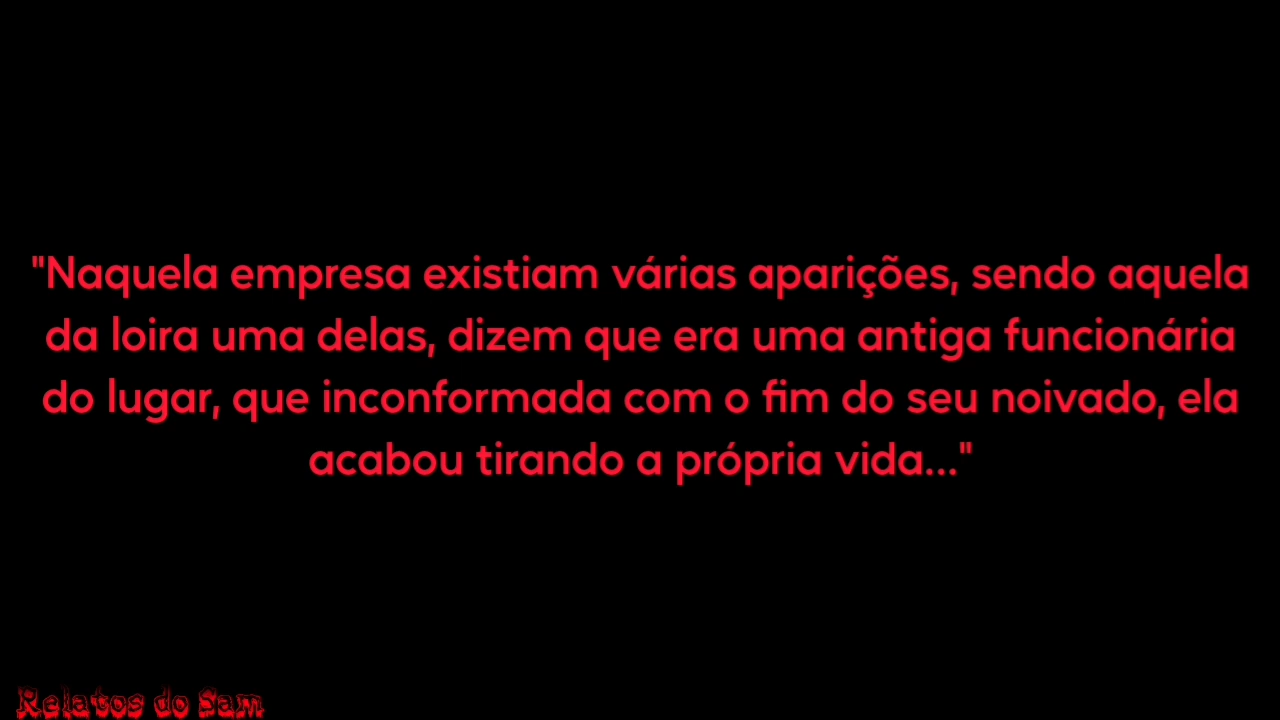 "Naquela empresa existiam várias aparições, sendo aquela
da loira uma delas, dizem que era uma antiga funcionária
do lugar, que inconformada com o fim do seu noivado, ela
acabou tirando a própria vida..."
Relatos do Sam